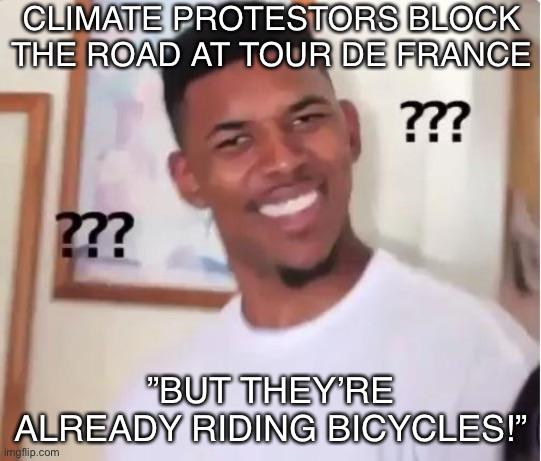 CLIMATE PROTESTORS BLOCK
THE ROAD AT TOUR DE FRANCE
???
???
”BUT THEY’RE
ALREADY RIDING BICYCLES!”
imgflip.com